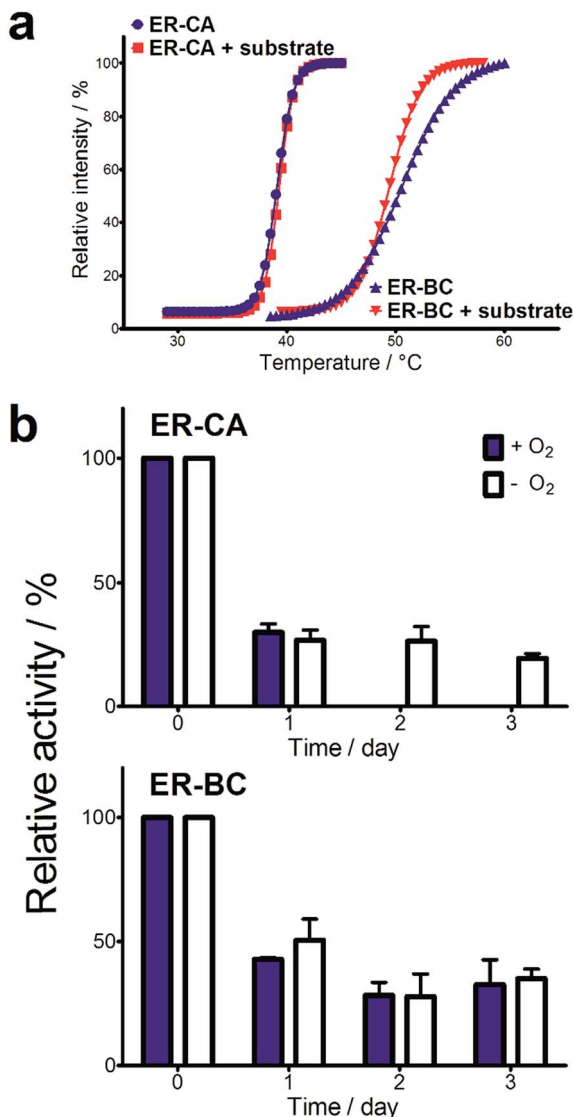 a
ER-CA
ER-CA + substrate
Relative intensity / %
100
80
60
40
20
0
ER-BC
ER-BC + substrate
30
40
50
60
Temperature / °C
b
ER-CA
+ O₂
- O₂
Relative activity / %
100
50
0
0
1
2
3
Time / day
ER-BC
100
50
0
0
1
2
3
Time / day